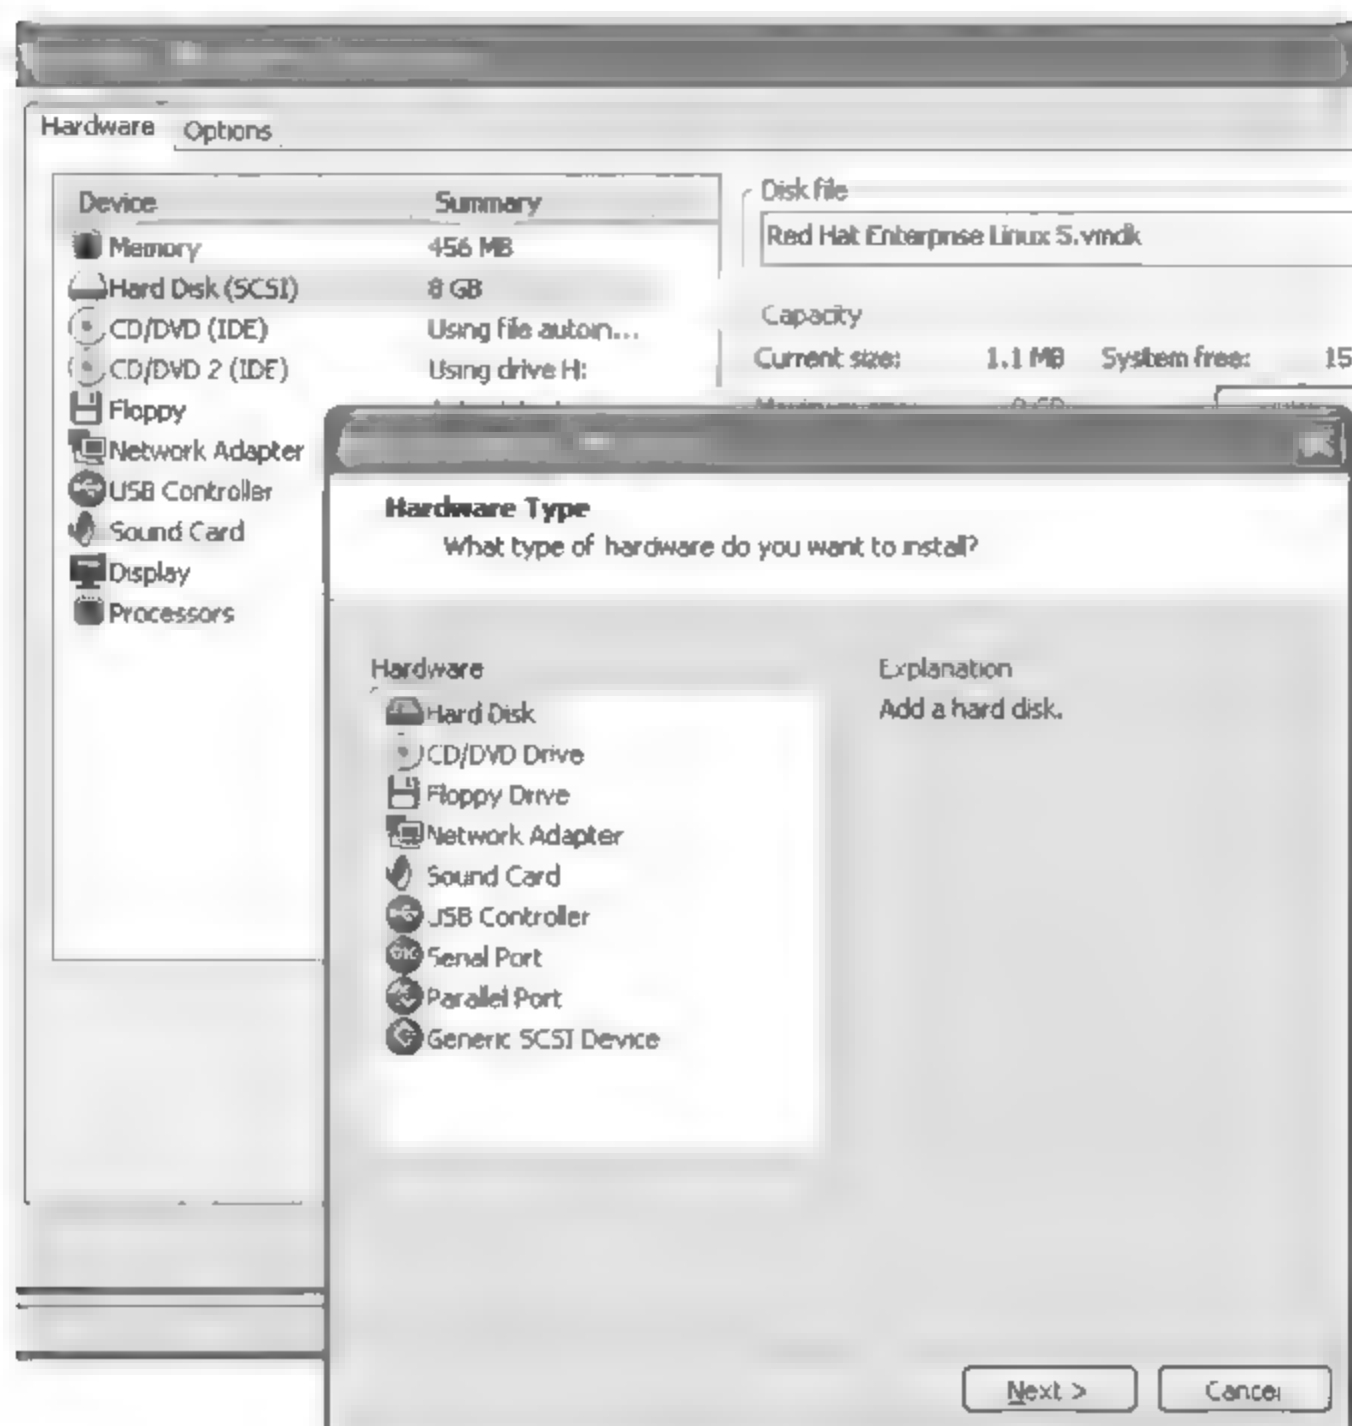 Hardware Options
Device Summary
Memory 456 MB
Hard Disk (SCSI) 8 GB
CD/DVD (IDE) Using file autoin...
CD/DVD 2 (IDE) Using drive H:
Floppy
Network Adapter
USB Controller
Sound Card
Display
Processors
Disk file
Red Hat Enterprise Linux 5.vmdk
Capacity
Current size: 1.1 MB System free: 15
Hardware Type
What type of hardware do you want to install?
Hardware
Hard Disk
CD/DVD Drive
Floppy Drive
Network Adapter
Sound Card
USB Controller
Serial Port
Parallel Port
Generic SCSI Device
Explanation
Add a hard disk.
Next > Cancel